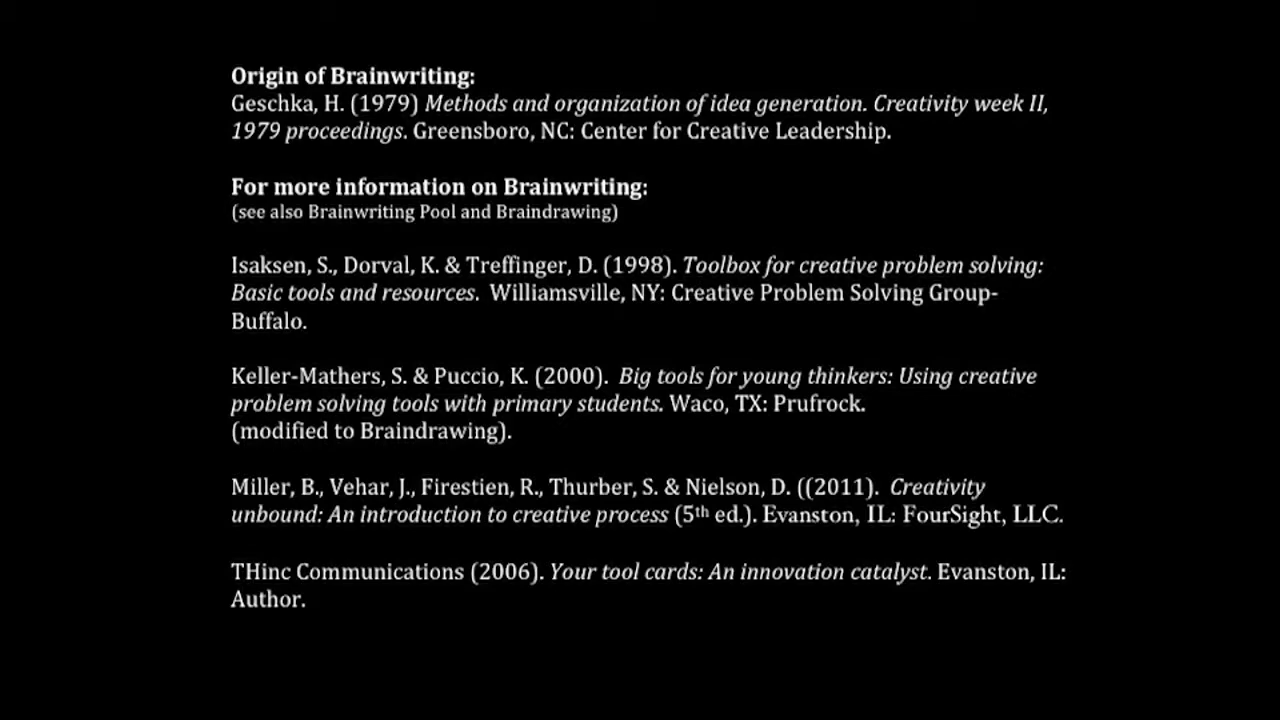 Origin of Brainwriting:
Geschka, H. (1979) Methods and organization of idea generation. Creativity week II,
1979 proceedings. Greensboro, NC: Center for Creative Leadership.
For more information on Brainwriting:
(see also Brainwriting Pool and Braindrawing)
Isaksen, S., Dorval, K. & Treffinger, D. (1998). Toolbox for creative problem solving:
Basic tools and resources. Williamsville, NY: Creative Problem Solving Group-
Buffalo.
Keller-Mathers, S. & Puccio, K. (2000). Big tools for young thinkers: Using creative
problem solving tools with primary students. Waco, TX: Prufrock.
(modified to Braindrawing).
Miller, B., Vehar, J., Firestien, R., Thurber, S. & Nielson, D. ((2011). Creativity
unbound: An introduction to creative process (5th ed.). Evanston, IL: FourSight, LLC.
THinc Communications (2006). Your tool cards: An innovation catalyst. Evanston, IL:
Author.